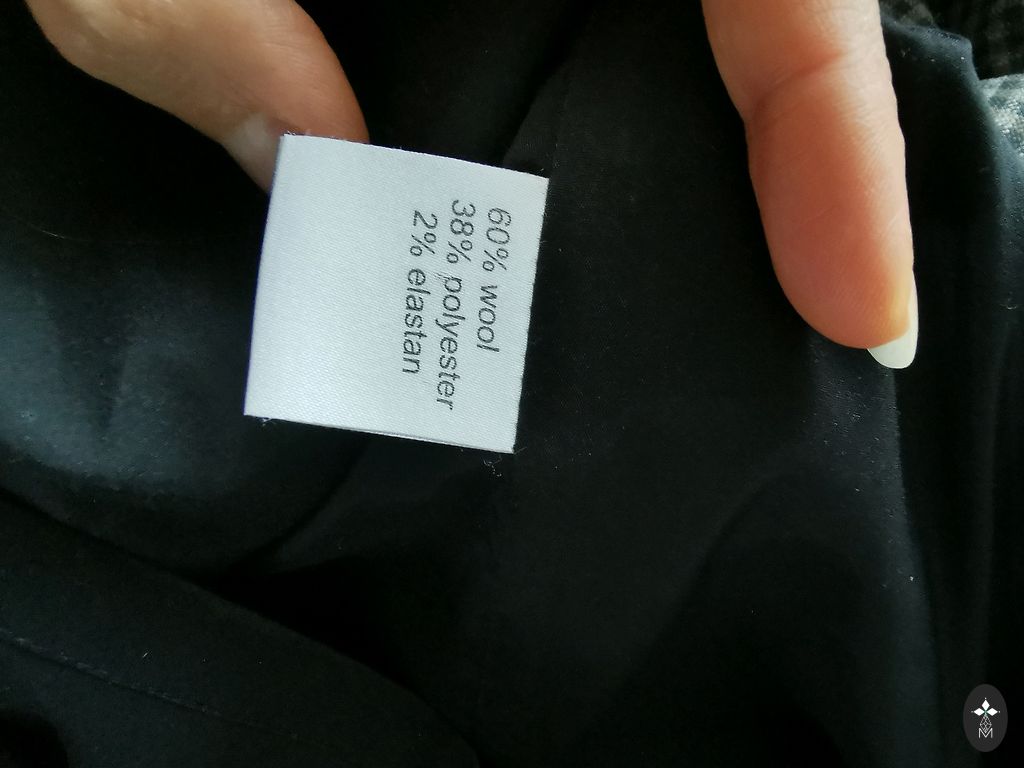 60% wool
38% polyester
2% elastan
M